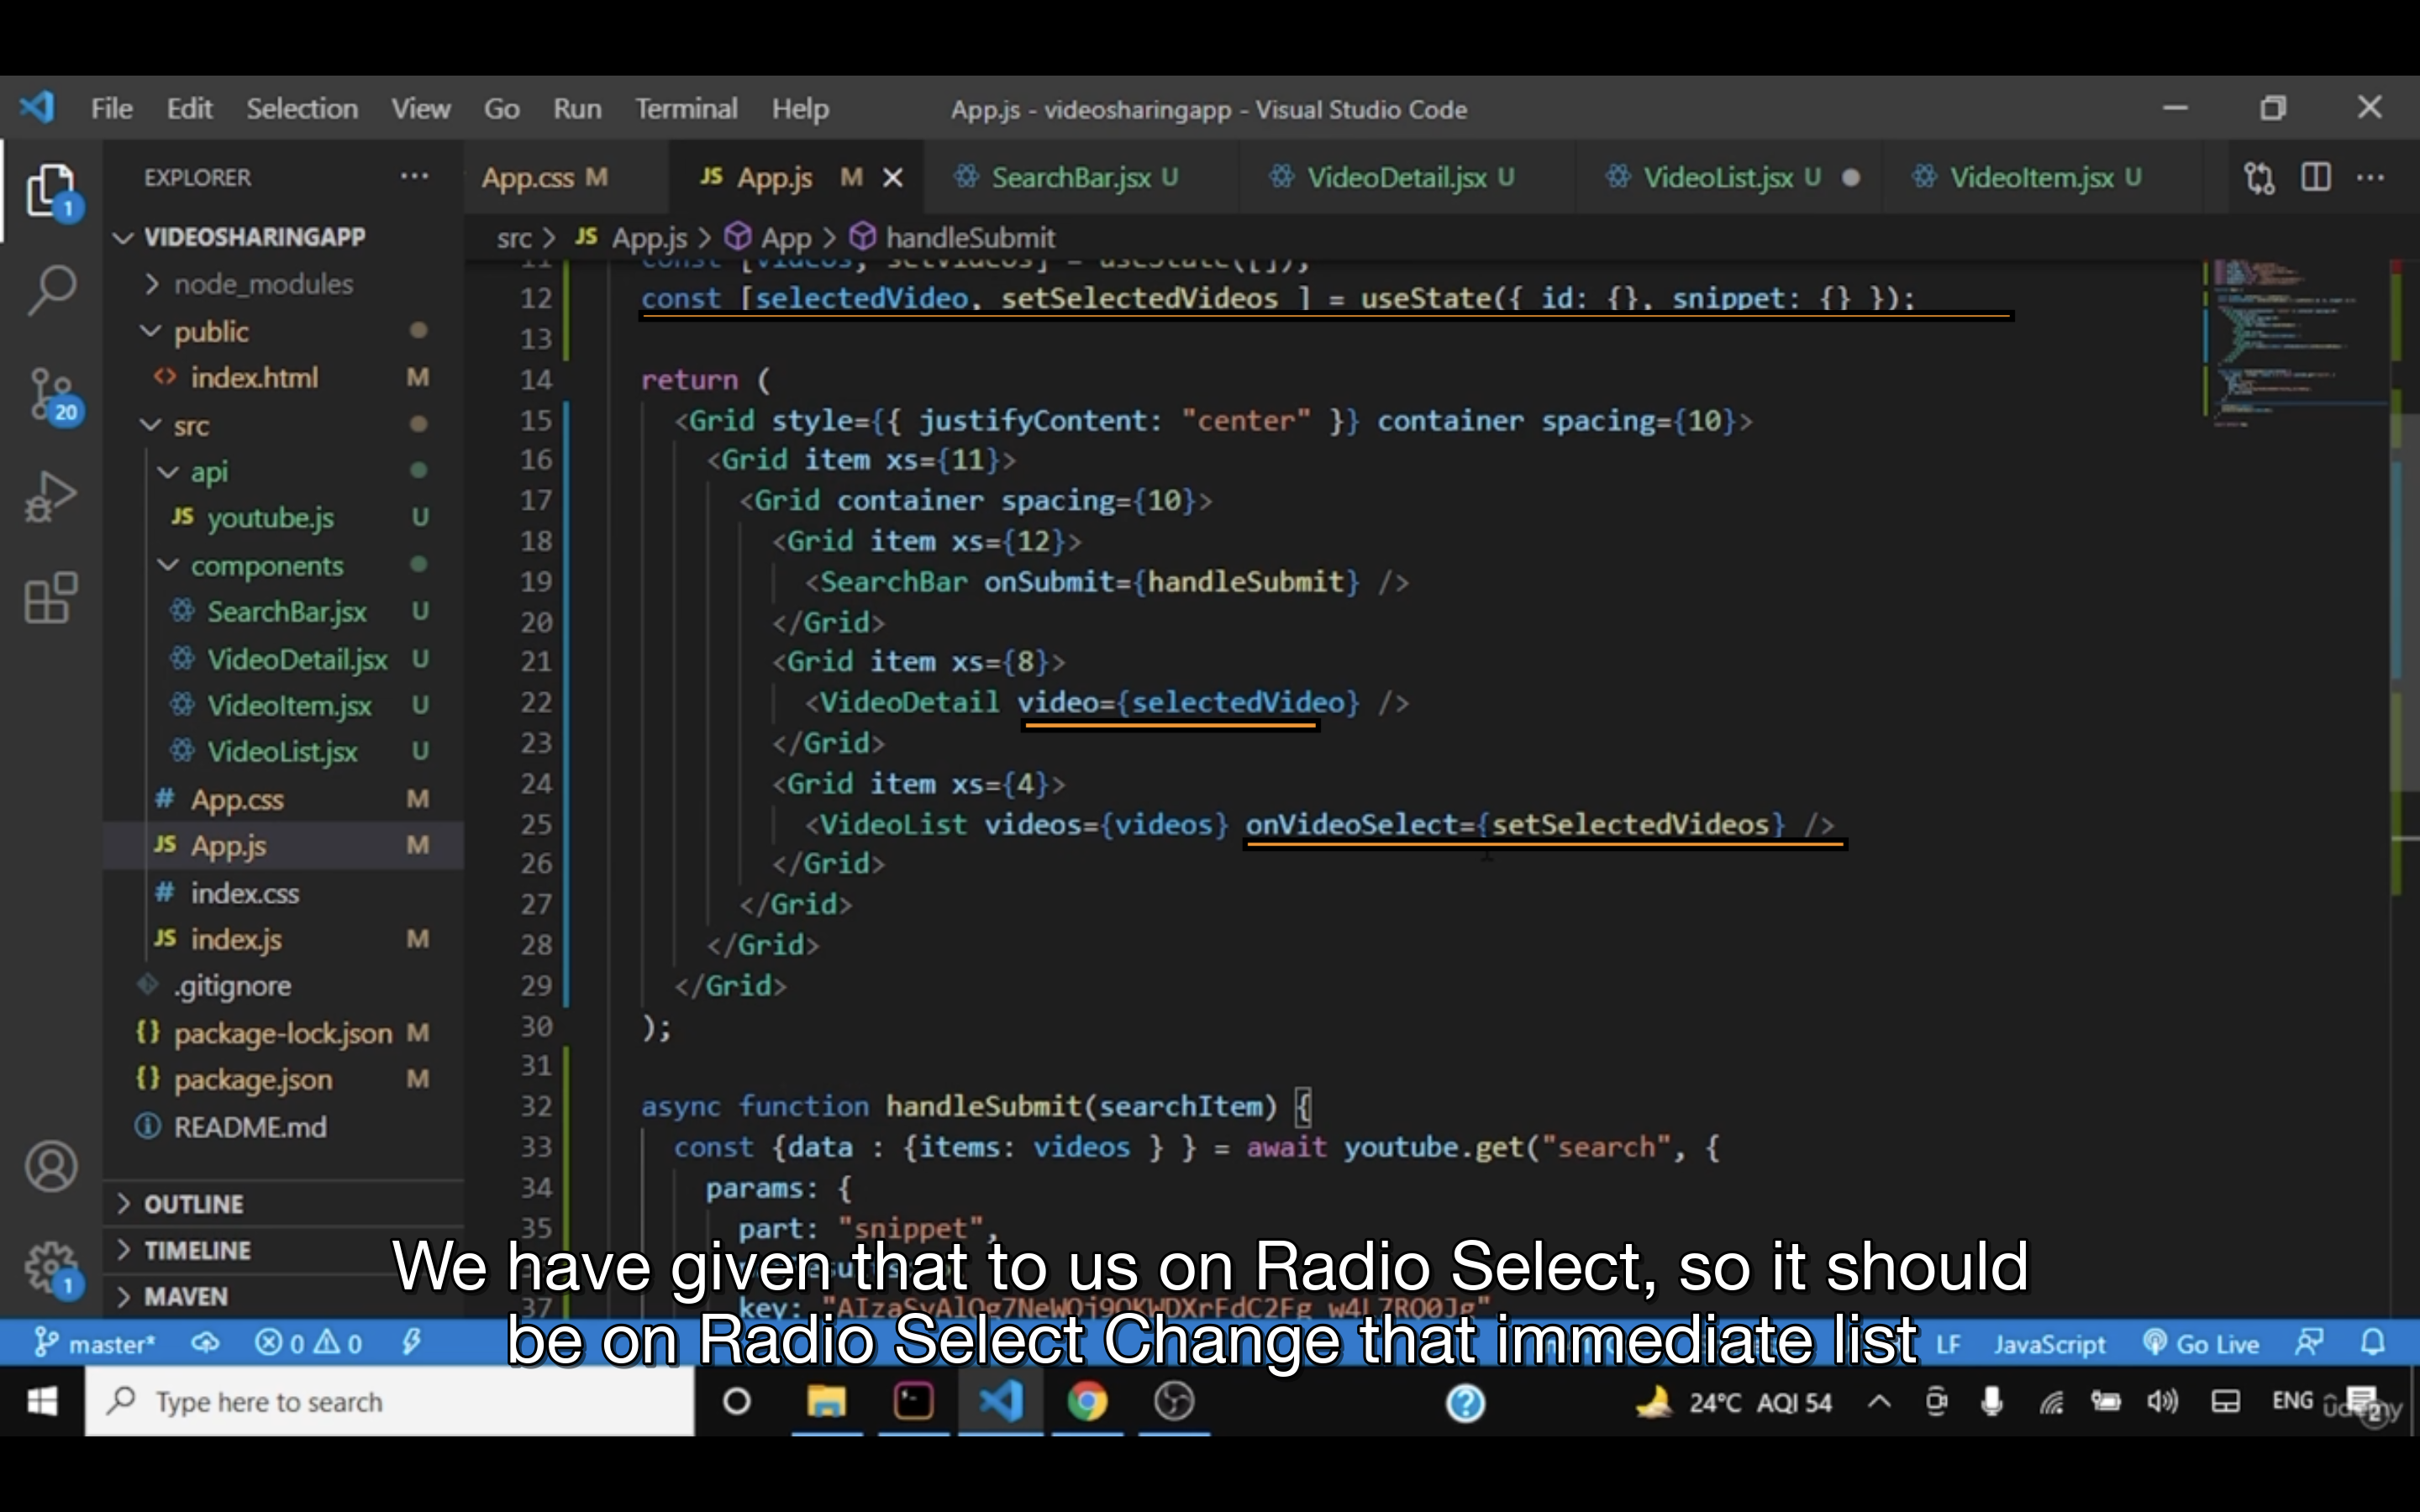 File Edit Selection View Go Run Terminal Help App.js - videosharingapp - Visual Studio Code
EXPLORER
App.css M
JS App.js M
SearchBar.jsx U
VideoDetail.jsx U
VideoList.jsx U
VideoItem.jsx U
src > JS App.js > App > handleSubmit
1
20
1
VIDEOSHARINGAPP
node_modules
public
index.html M
src
api
JS youtube.js U
components
SearchBar.jsx U
VideoDetail.jsx U
VideoItem.jsx U
VideoList.jsx U
# App.css M
JS App.js M
# index.css
JS index.js M
.gitignore
{} package-lock.json M
{} package.json M
README.md
OUTLINE
TIMELINE
MAVEN
11 const [videos, setVideos] = useState([]);
12 const [selectedVideo, setSelectedVideos ] = useState({ id: {}, snippet: {} });
13
14 return (
15 <Grid style={{ justifyContent: "center" }} container spacing={10}>
16 <Grid item xs={11}>
17 <Grid container spacing={10}>
18 <Grid item xs={12}>
19 <SearchBar onSubmit={handleSubmit} />
20 </Grid>
21 <Grid item xs={8}>
22 <VideoDetail video={selectedVideo} />
23 </Grid>
24 <Grid item xs={4}>
25 <VideoList videos={videos} onVideoSelect={setSelectedVideos} />
26 </Grid>
27 </Grid>
28 </Grid>
29 </Grid>
30 );
31
32 async function handleSubmit(searchItem) {
33 const {data : {items: videos } } = await youtube.get("search", {
34 params: {
35 part: "snippet",
37 key:
We have given that to us on Radio Select, so it should
be on Radio Select Change that immediate list
master* 0 0 LF JavaScript Go Live
Type here to search
24°C AQI 54 ENG
2
udemy